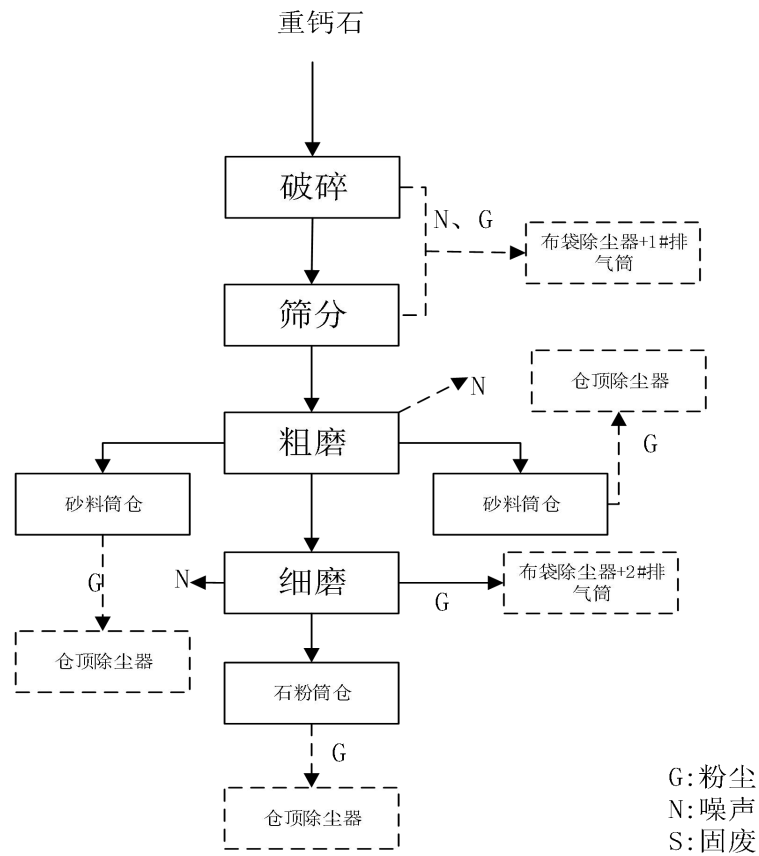 重钙石
破碎
N、G
布袋除尘器+1#排
气筒
筛分
仓顶除尘器
N
粗磨
G
砂料筒仓
砂料筒仓
G
N
细磨
G
布袋除尘器+2#排
气筒
仓顶除尘器
石粉筒仓
G
仓顶除尘器
G:粉尘
N:噪声
S:固废